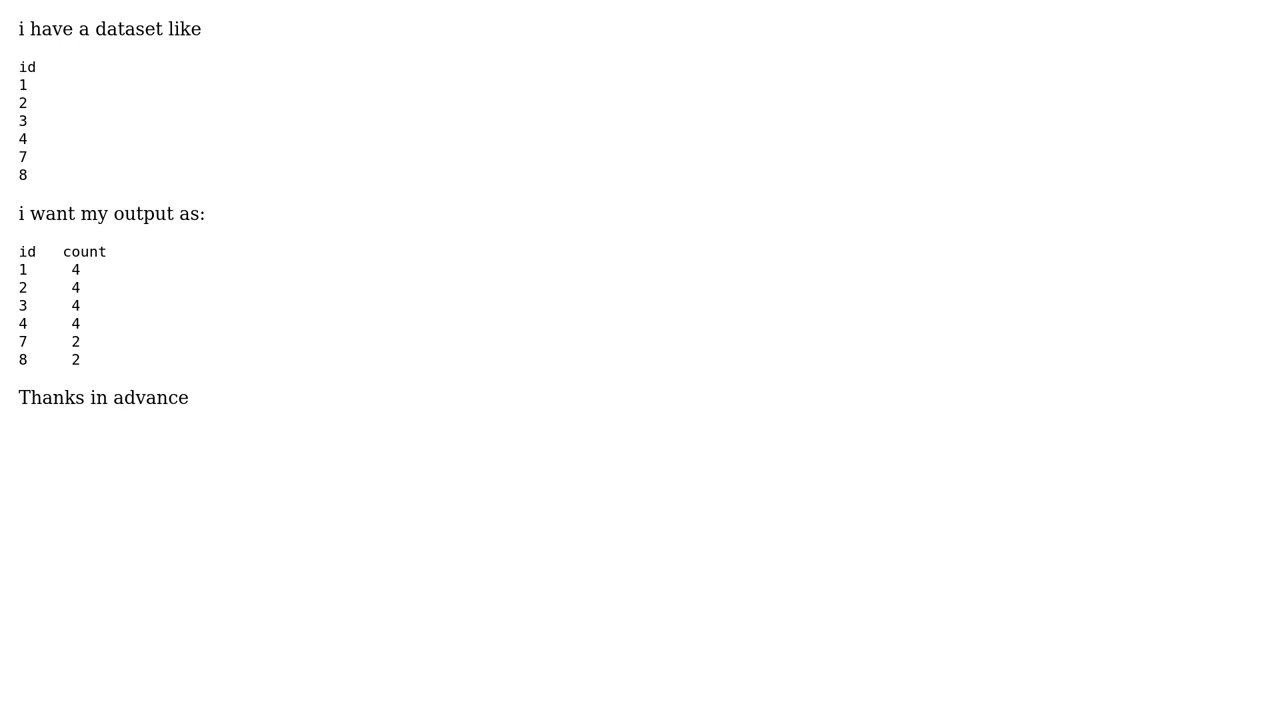 i have a dataset like
id
1
2
3
4
7
8
i want my output as:
id   count
1     4
2     4
3     4
4     4
7     2
8     2
Thanks in advance